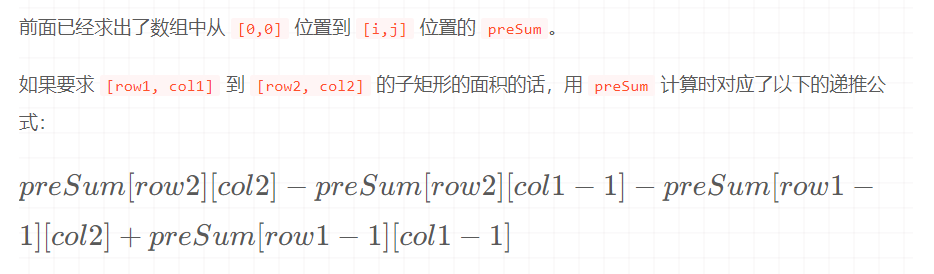 前面已经求出了数组中从 [0,0] 位置到 [i,j] 位置的 preSum。
如果要求 [row1, col1] 到 [row2, col2] 的子矩形的面积的话，用 preSum 计算时对应了以下的递推公
式：
preSum[row2][col2] − preSum[row2][col1 − 1] − preSum[row1 −
1][col2] + preSum[row1 − 1][col1 − 1]